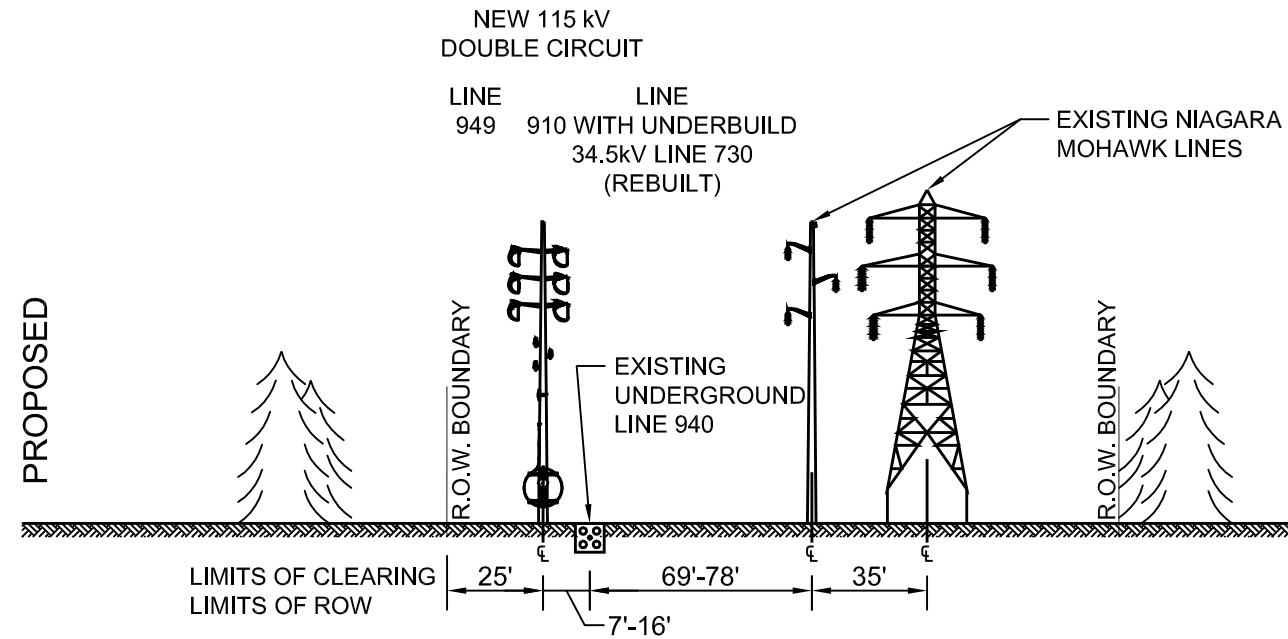 NEW 115 kV
DOUBLE CIRCUIT
LINE
949
LINE
910 WITH UNDERBUILD
34.5kV LINE 730
(REBUILT)
EXISTING NIAGARA
MOHAWK LINES
PROPOSED
R.O.W. BOUNDARY
EXISTING
UNDERGROUND
LINE 940
R.O.W. BOUNDARY
℄
℄
℄
LIMITS OF CLEARING
LIMITS OF ROW
25'
69'-78'
35'
7'-16'